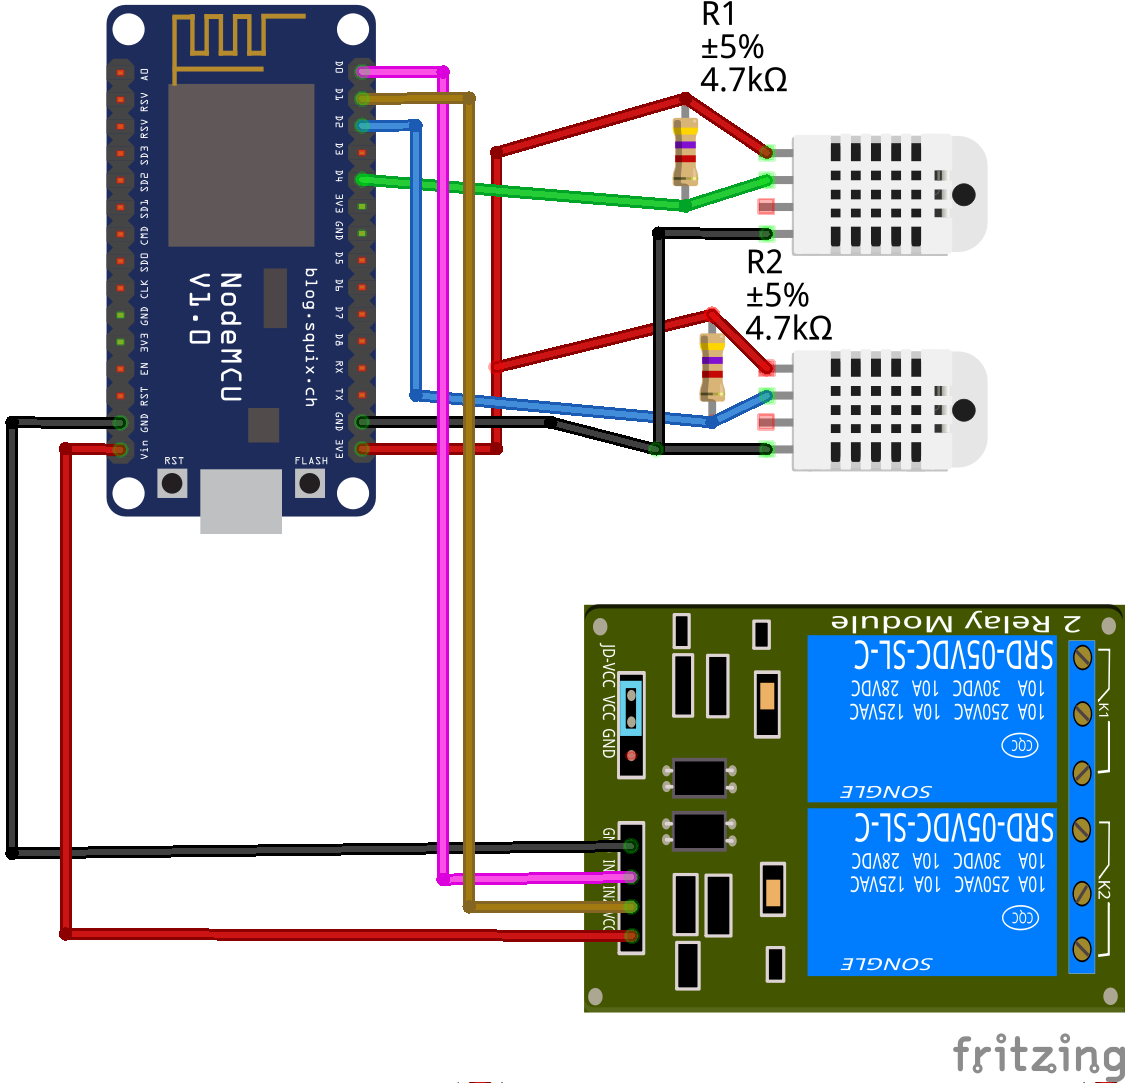 R1
±5%
4.7kΩ
R2
±5%
4.7kΩ
A0
RSV
RSV
SD3
SD2
SD1
CMD
SD0
CLK
GND
3V3
EN
RST
GND
Vin
D0
D1
D2
D3
D4
3V3
GND
D5
D6
D7
D8
RX
TX
GND
3V3
NodeMCU
V1.0
blog.squix.ch
RST
FLASH
2 Relay Module
JD-VCC VCC GND
SRD-05VDC-SL-C
10A 30VDC 10A 28VDC
10A 250VAC 10A 125VAC
CQC
SONGLE
K1
SRD-05VDC-SL-C
10A 30VDC 10A 28VDC
10A 250VAC 10A 125VAC
CQC
SONGLE
K2
VCC
fritzing